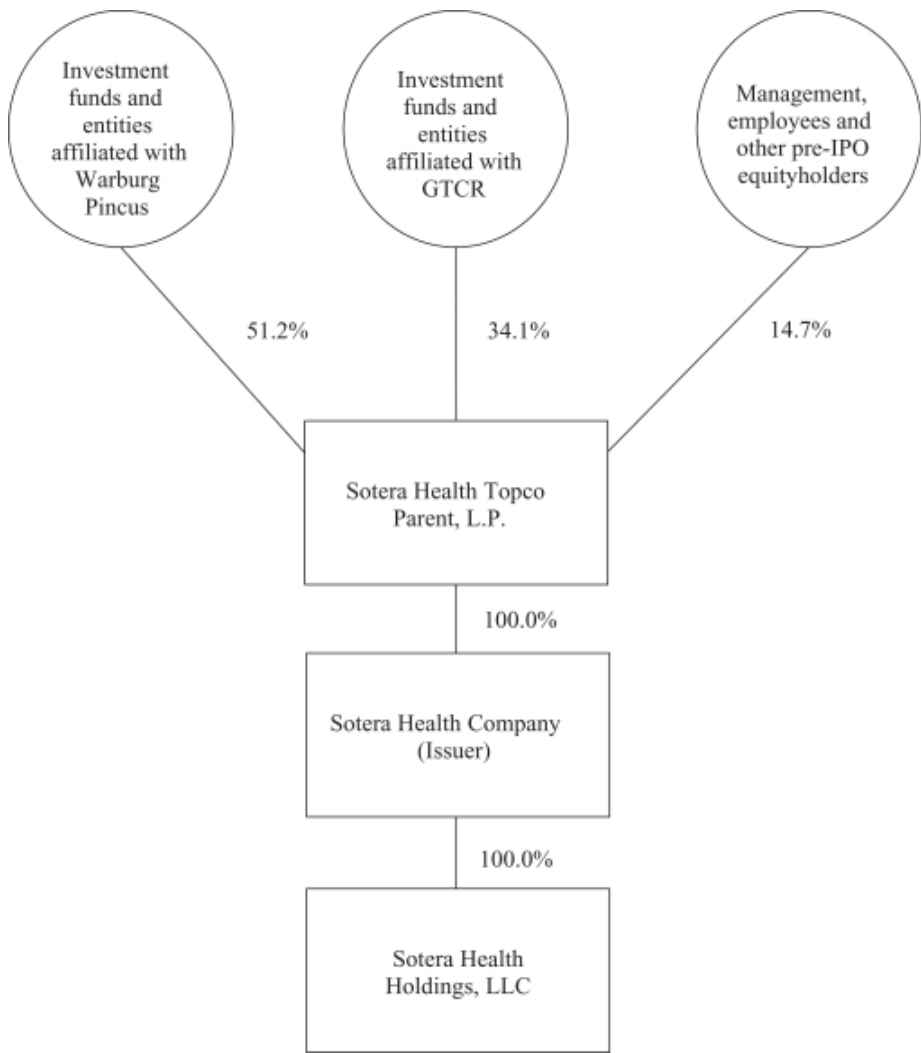 Investment
funds and
entities
affiliated with
Warburg
Pincus
Investment
funds and
entities
affiliated with
GTCR
Management,
employees and
other pre-IPO
equityholders
51.2%
34.1%
14.7%
Sotera Health Topco
Parent, L.P.
100.0%
Sotera Health Company
(Issuer)
100.0%
Sotera Health
Holdings, LLC